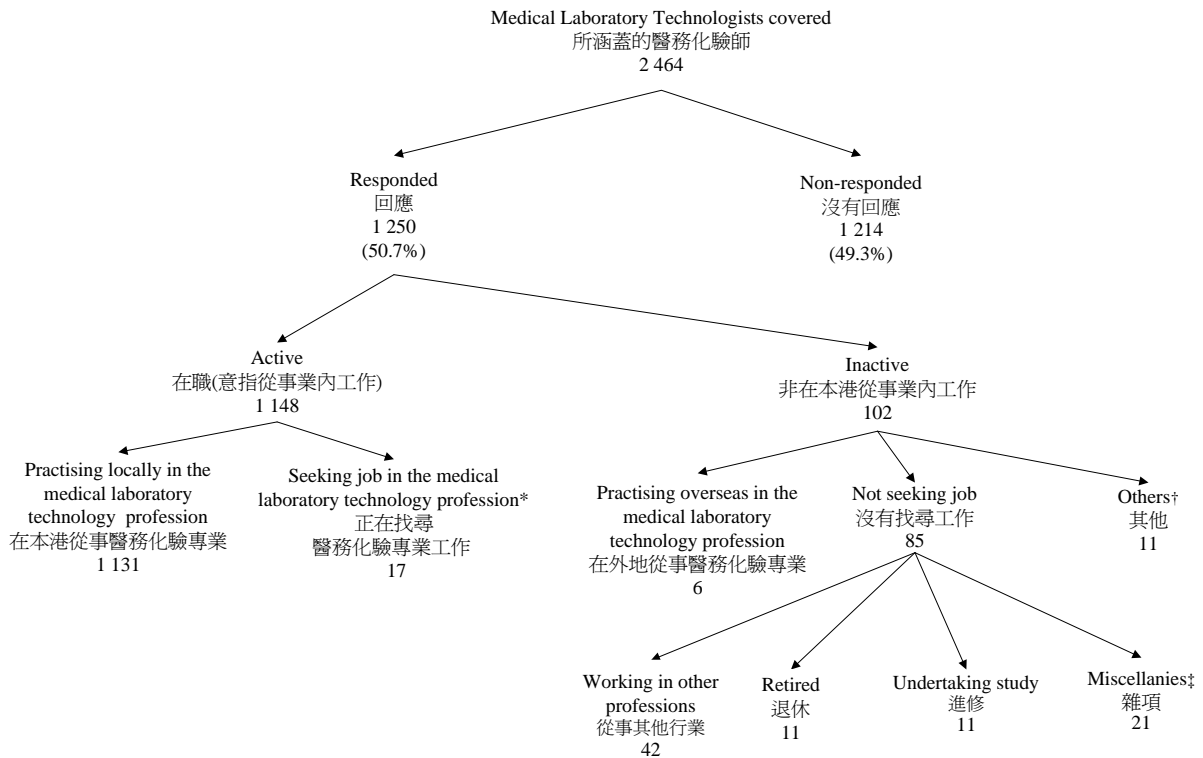 Medical Laboratory Technologists covered
所涵蓋的醫務化驗師
2 464
Responded
回應
1 250
(50.7%)
Non-responded
沒有回應
1 214
(49.3%)
Active
在職(意指從事業內工作)
1 148
Inactive
非在本港從事業內工作
102
Practising locally in the
medical laboratory
technology profession
在本港從事醫務化驗專業
1 131
Seeking job in the medical
laboratory technology profession*
正在找尋
醫務化驗專業工作
17
Practising overseas in the
medical laboratory
technology profession
在外地從事醫務化驗專業
6
Not seeking job
沒有找尋工作
85
Others†
其他
11
Working in other
professions
從事其他行業
42
Retired
退休
11
Undertaking study
進修
11
Miscellanies‡
雜項
21